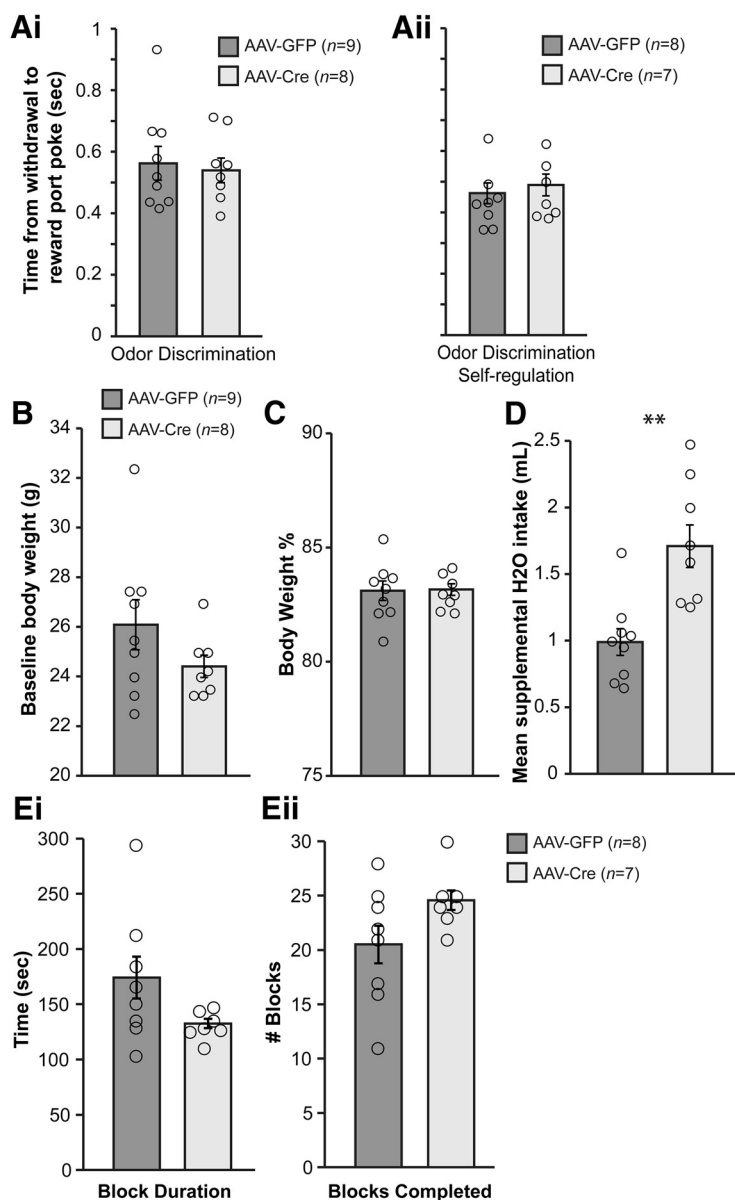 Ai
Time from withdrawal to
reward port poke (sec)
1
0.8
0.6
0.4
0.2
0
AAV-GFP (n=9)
AAV-Cre (n=8)
Odor Discrimination
Aii
AAV-GFP (n=8)
AAV-Cre (n=7)
Odor Discrimination
Self-regulation
B
AAV-GFP (n=9)
AAV-Cre (n=8)
Baseline body weight (g)
34
32
30
28
26
24
22
20
C
Body Weight %
90
85
80
75
D
**
Mean supplemental H2O intake (mL)
2.5
2
1.5
1
0.5
0
Ei
Time (sec)
300
250
200
150
100
50
0
Block Duration
Eii
# Blocks
30
25
20
15
10
5
0
Blocks Completed
AAV-GFP (n=8)
AAV-Cre (n=7)